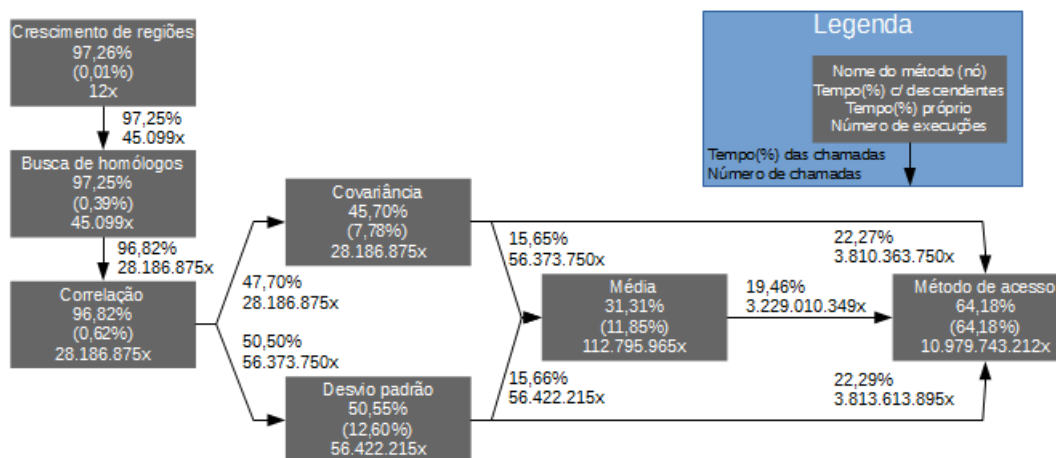 Crescimento de regiões
97,26%
(0,01%)
12x
97,25%
45.099x
Busca de homólogos
97,25%
(0,39%)
45.099x
96,82%
28.186.875x
Correlação
96,82%
(0,62%)
28.186.875x
47,70%
28.186.875x
50,50%
56.373.750x
Covariância
45,70%
(7,78%)
28.186.875x
Desvio padrão
50,55%
(12,60%)
56.422.215x
15,65%
56.373.750x
15,66%
56.422.215x
Média
31,31%
(11,85%)
112.795.965x
19,46%
3.229.010.349x
22,27%
3.810.363.750x
22,29%
3.813.613.895x
Método de acesso
64,18%
(64,18%)
10.979.743.212x
Legenda
Nome do método (nó)
Tempo(%) c/ descendentes
Tempo(%) próprio
Número de execuções
Tempo(%) das chamadas
Número de chamadas